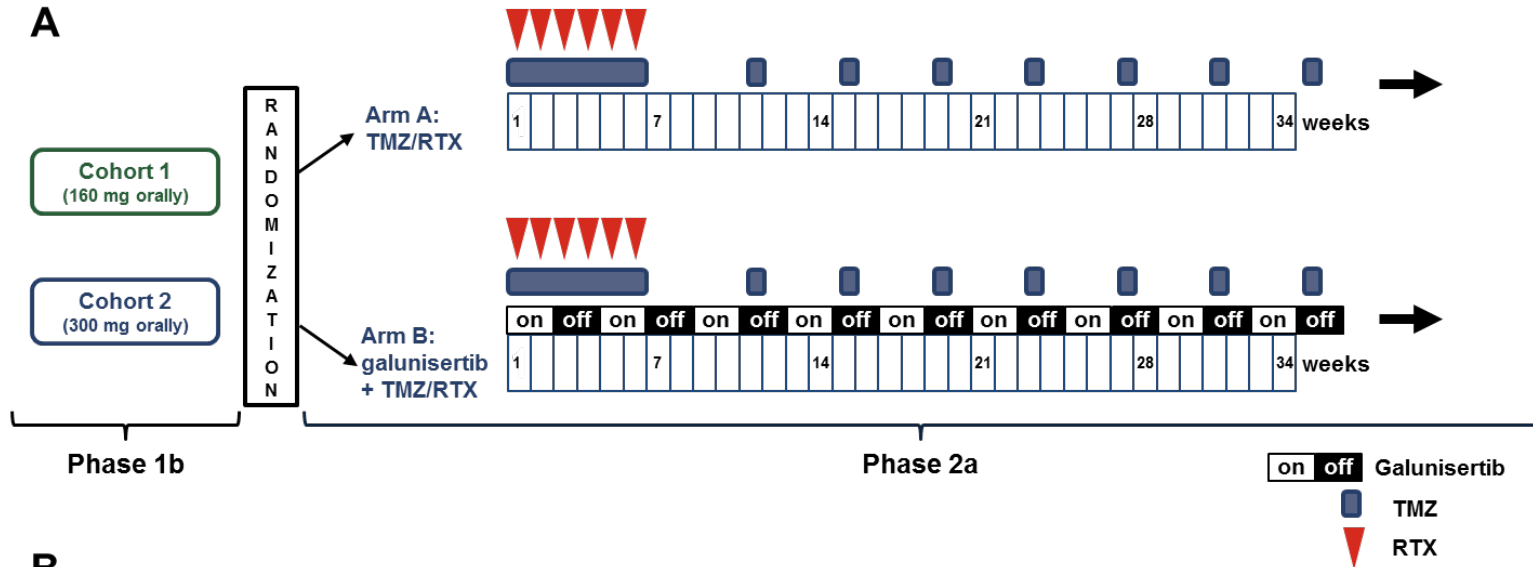 A
Cohort 1
(160 mg orally)
Cohort 2
(300 mg orally)
RANDOMIZATION
Arm A:
TMZ/RTX
1 7 14 21 28 34 weeks
Arm B:
galunisertib
+ TMZ/RTX
on off on off on off on off on off on off on off on off on off
1 7 14 21 28 34 weeks
Phase 1b
Phase 2a
on off Galunisertib
TMZ
RTX
B